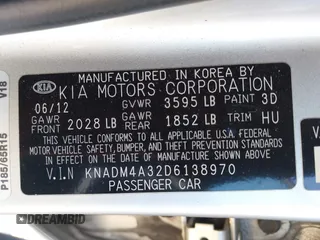 MANUFACTURED IN KOREA BY
KIA KIA MOTORS CORPORATION
06/12 GVWR 3595 LB PAINT 3D
GAWR FRONT 2028 LB GAWR REAR 1852 LB TRIM HU
THIS VEHICLE CONFORMS TO ALL APPLICABLE U.S.A. FEDERAL
MOTOR VEHICLE SAFETY, BUMPER, AND THEFT PREVENTION
STANDARDS IN EFFECT ON THE DATE OF MANUFACTURE SHOWN ABOVE.
V.I.N KNADM4A32D6138970
PASSENGER CAR
P185/65R15 V18
DREAMBID